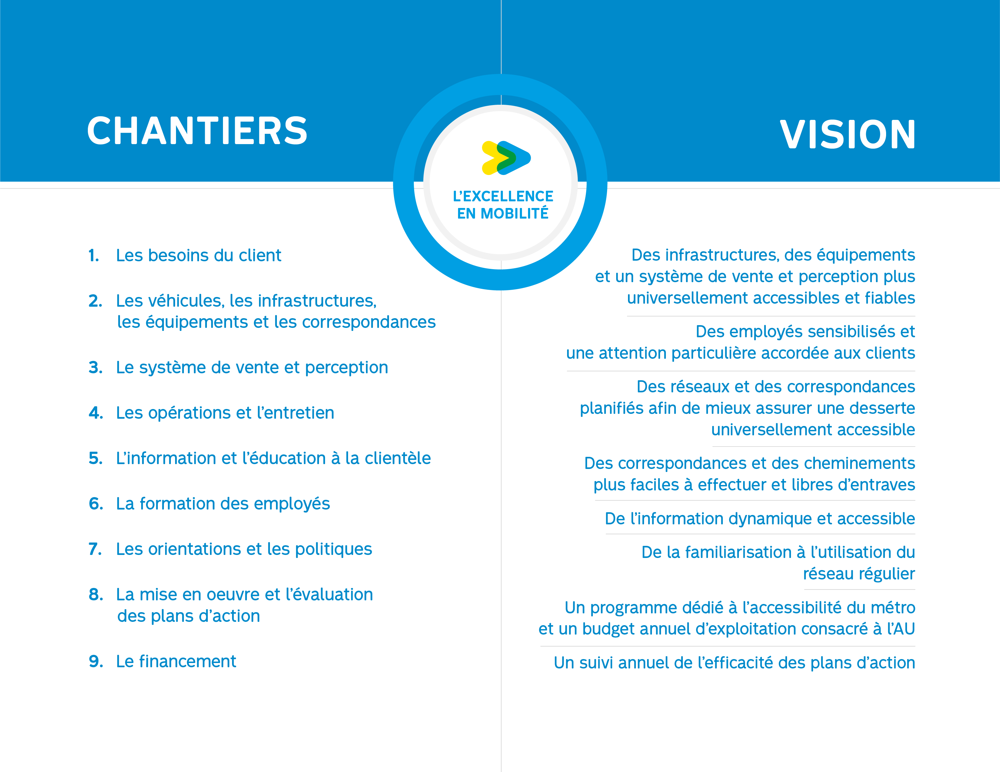 CHANTIERS
VISION
L’EXCELLENCE
EN MOBILITÉ
1. Les besoins du client
2. Les véhicules, les infrastructures,
les équipements et les correspondances
3. Le système de vente et perception
4. Les opérations et l’entretien
5. L’information et l’éducation à la clientèle
6. La formation des employés
7. Les orientations et les politiques
8. La mise en oeuvre et l’évaluation
des plans d’action
9. Le financement
Des infrastructures, des équipements
et un système de vente et perception plus
universellement accessibles et fiables
Des employés sensibilisés et
une attention particulière accordée aux clients
Des réseaux et des correspondances
planifiés afin de mieux assurer une desserte
universellement accessible
Des correspondances et des cheminements
plus faciles à effectuer et libres d’entraves
De l’information dynamique et accessible
De la familiarisation à l’utilisation du
réseau régulier
Un programme dédié à l’accessibilité du métro
et un budget annuel d’exploitation consacré à l’AU
Un suivi annuel de l’efficacité des plans d’action